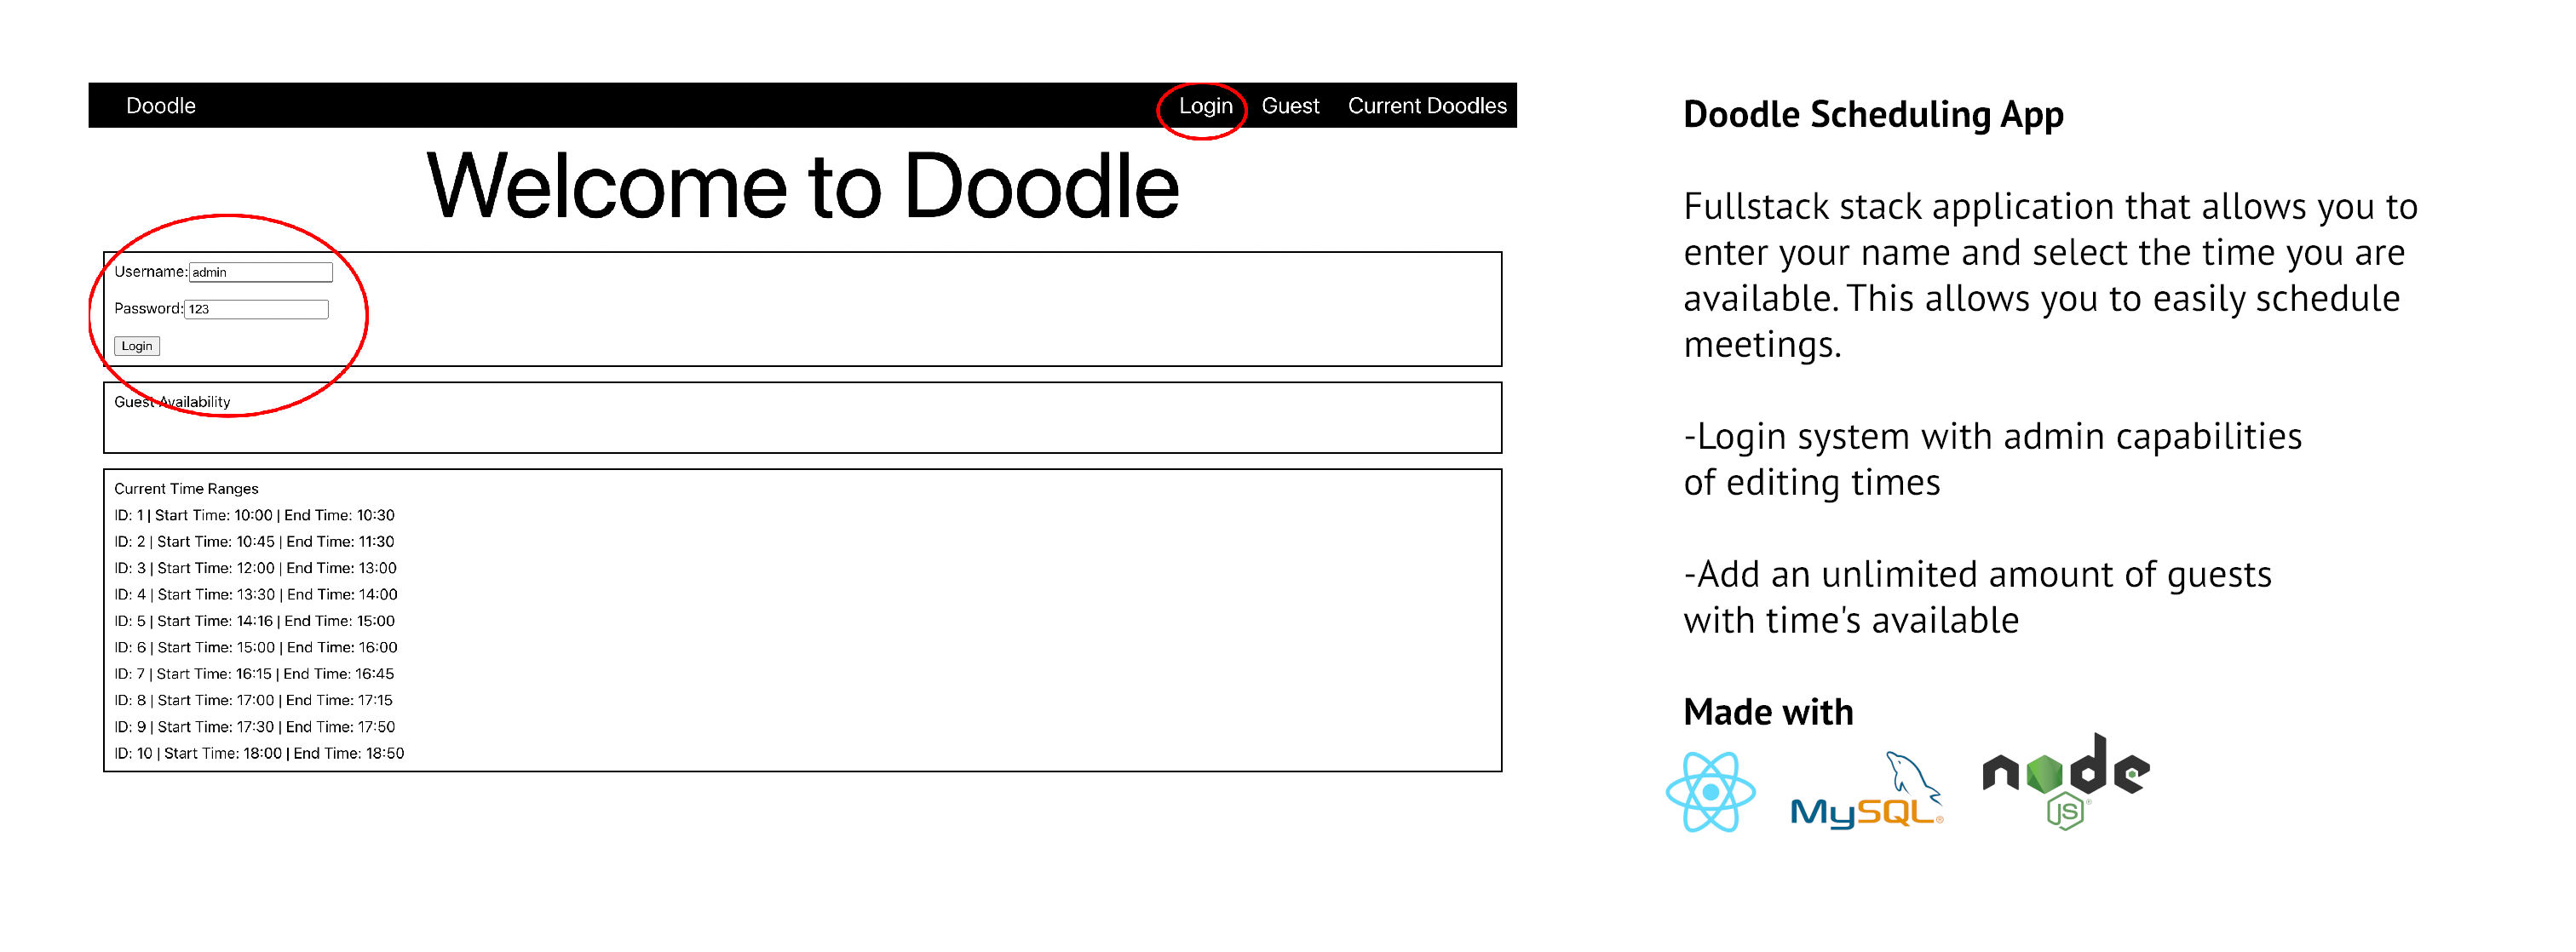 Doodle
Login Guest Current Doodles
Welcome to Doodle
Username: admin
Password: 123
Login
Guest Availability
Current Time Ranges
ID: 1 | Start Time: 10:00 | End Time: 10:30
ID: 2 | Start Time: 10:45 | End Time: 11:30
ID: 3 | Start Time: 12:00 | End Time: 13:00
ID: 4 | Start Time: 13:30 | End Time: 14:00
ID: 5 | Start Time: 14:16 | End Time: 15:00
ID: 6 | Start Time: 15:00 | End Time: 16:00
ID: 7 | Start Time: 16:15 | End Time: 16:45
ID: 8 | Start Time: 17:00 | End Time: 17:15
ID: 9 | Start Time: 17:30 | End Time: 17:50
ID: 10 | Start Time: 18:00 | End Time: 18:50
Doodle Scheduling App
Fullstack stack application that allows you to
enter your name and select the time you are
available. This allows you to easily schedule
meetings.
-Login system with admin capabilities
of editing times
-Add an unlimited amount of guests
with time's available
Made with
MySQL®
node
JS®